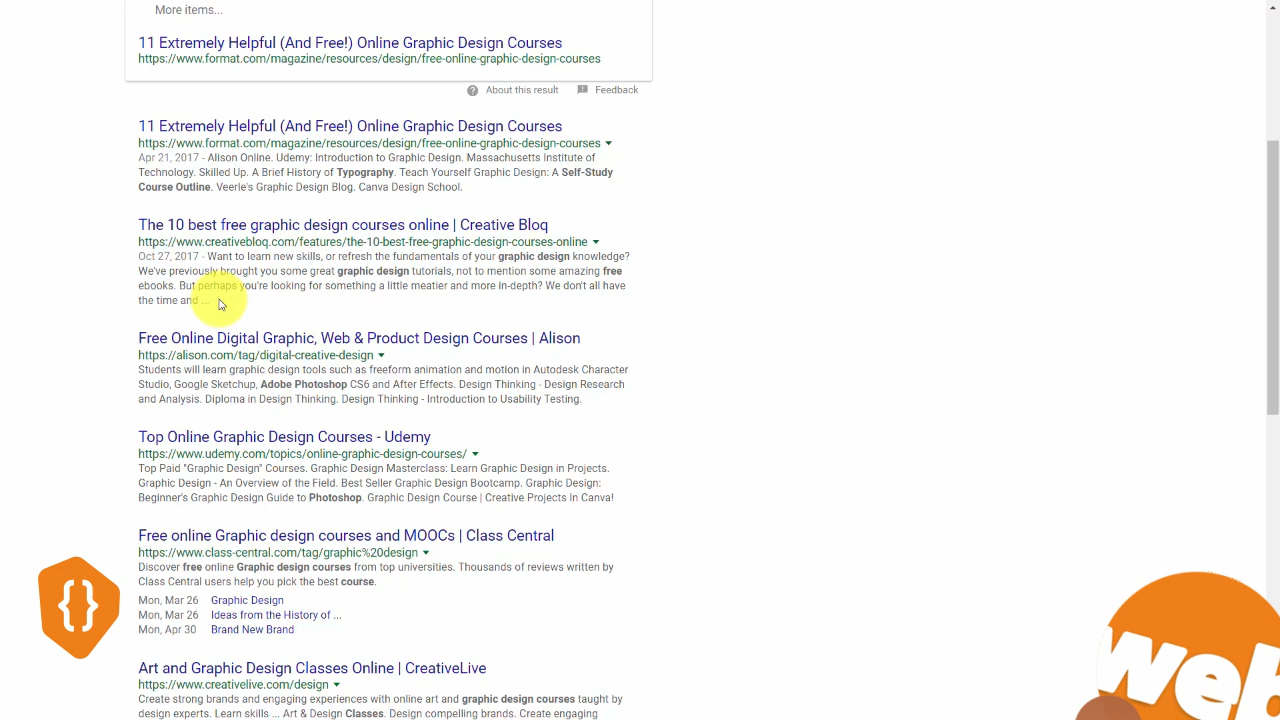 More items...
11 Extremely Helpful (And Free!) Online Graphic Design Courses
https://www.format.com/magazine/resources/design/free-online-graphic-design-courses
About this result
Feedback
11 Extremely Helpful (And Free!) Online Graphic Design Courses
https://www.format.com/magazine/resources/design/free-online-graphic-design-courses
Apr 21, 2017 - Alison Online. Udemy: Introduction to Graphic Design. Massachusetts Institute of
Technology. Skilled Up. A Brief History of Typography. Teach Yourself Graphic Design: A Self-Study
Course Outline. Veerle's Graphic Design Blog. Canva Design School.
The 10 best free graphic design courses online | Creative Bloq
https://www.creativebloq.com/features/the-10-best-free-graphic-design-courses-online
Oct 27, 2017 - Want to learn new skills, or refresh the fundamentals of your graphic design knowledge?
We've previously brought you some great graphic design tutorials, not to mention some amazing free
ebooks. But perhaps you're looking for something a little meatier and more in-depth? We don't all have
the time and ...
Free Online Digital Graphic, Web & Product Design Courses | Alison
https://alison.com/tag/digital-creative-design
Students will learn graphic design tools such as freeform animation and motion in Autodesk Character
Studio, Google Sketchup, Adobe Photoshop CS6 and After Effects. Design Thinking - Design Research
and Analysis. Diploma in Design Thinking. Design Thinking - Introduction to Usability Testing.
Top Online Graphic Design Courses - Udemy
https://www.udemy.com/topics/online-graphic-design-courses/
Top Paid "Graphic Design" Courses. Graphic Design Masterclass: Learn Graphic Design in Projects.
Graphic Design - An Overview of the Field. Best Seller Graphic Design Bootcamp. Graphic Design:
Beginner's Graphic Design Guide to Photoshop. Graphic Design Course | Creative Projects In Canva!
Free online Graphic design courses and MOOCs | Class Central
https://www.class-central.com/tag/graphic%20design
Discover free online Graphic design courses from top universities. Thousands of reviews written by
Class Central users help you pick the best course.
Mon, Mar 26 Graphic Design
Mon, Mar 26 Ideas from the History of ...
Mon, Apr 30 Brand New Brand
Art and Graphic Design Classes Online | CreativeLive
https://www.creativelive.com/design
Create strong brands and engaging experiences with online art and graphic design courses taught by
design experts. Learn skills ... Art & Design Classes. Design compelling brands. Create engaging
{}
web